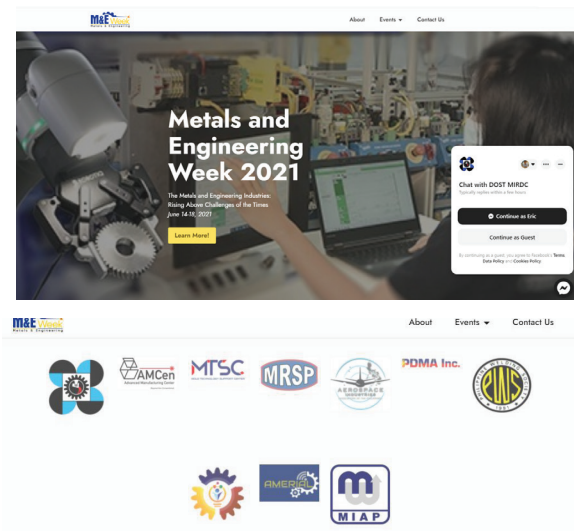 M&E Week
Metals & Engineering
About Events Contact Us
Metals and
Engineering
Week 2021
The Metals and Engineering Industries:
Rising Above Challenges of the Times
June 14-18, 2021
Learn More!
Chat with DOST MIRDC
Typically replies within a few hours
Continue as Eric
Continue as Guest
By continuing as a guest, you agree to Facebook's Terms,
Data Policy and Cookies Policy.
M&E Week
Metals & Engineering
About Events Contact Us
AMCen
Advanced Manufacturing Center
MTSC
MRSP
AEROSPACE
INDUSTRIES
PDMA Inc.
PHILIPPINE WELDING SOCIETY
PWS
AMERIAL
MIAP